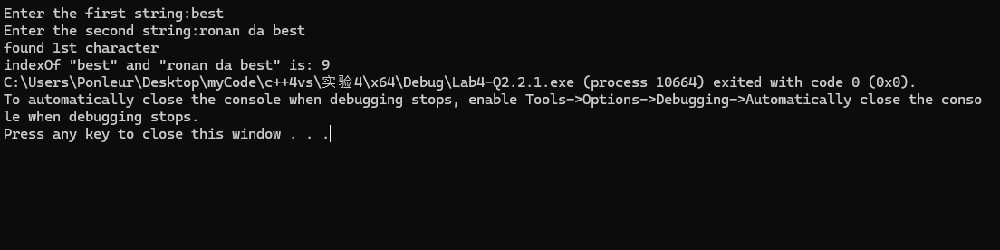 Enter the first string:best
Enter the second string:ronan da best
found 1st character
indexOf "best" and "ronan da best" is: 9
C:\Users\Ponleur\Desktop\myCode\c++4vs\实验4\x64\Debug\Lab4-Q2.2.1.exe (process 10664) exited with code 0 (0x0).
To automatically close the console when debugging stops, enable Tools->Options->Debugging->Automatically close the conso
le when debugging stops.
Press any key to close this window . . .